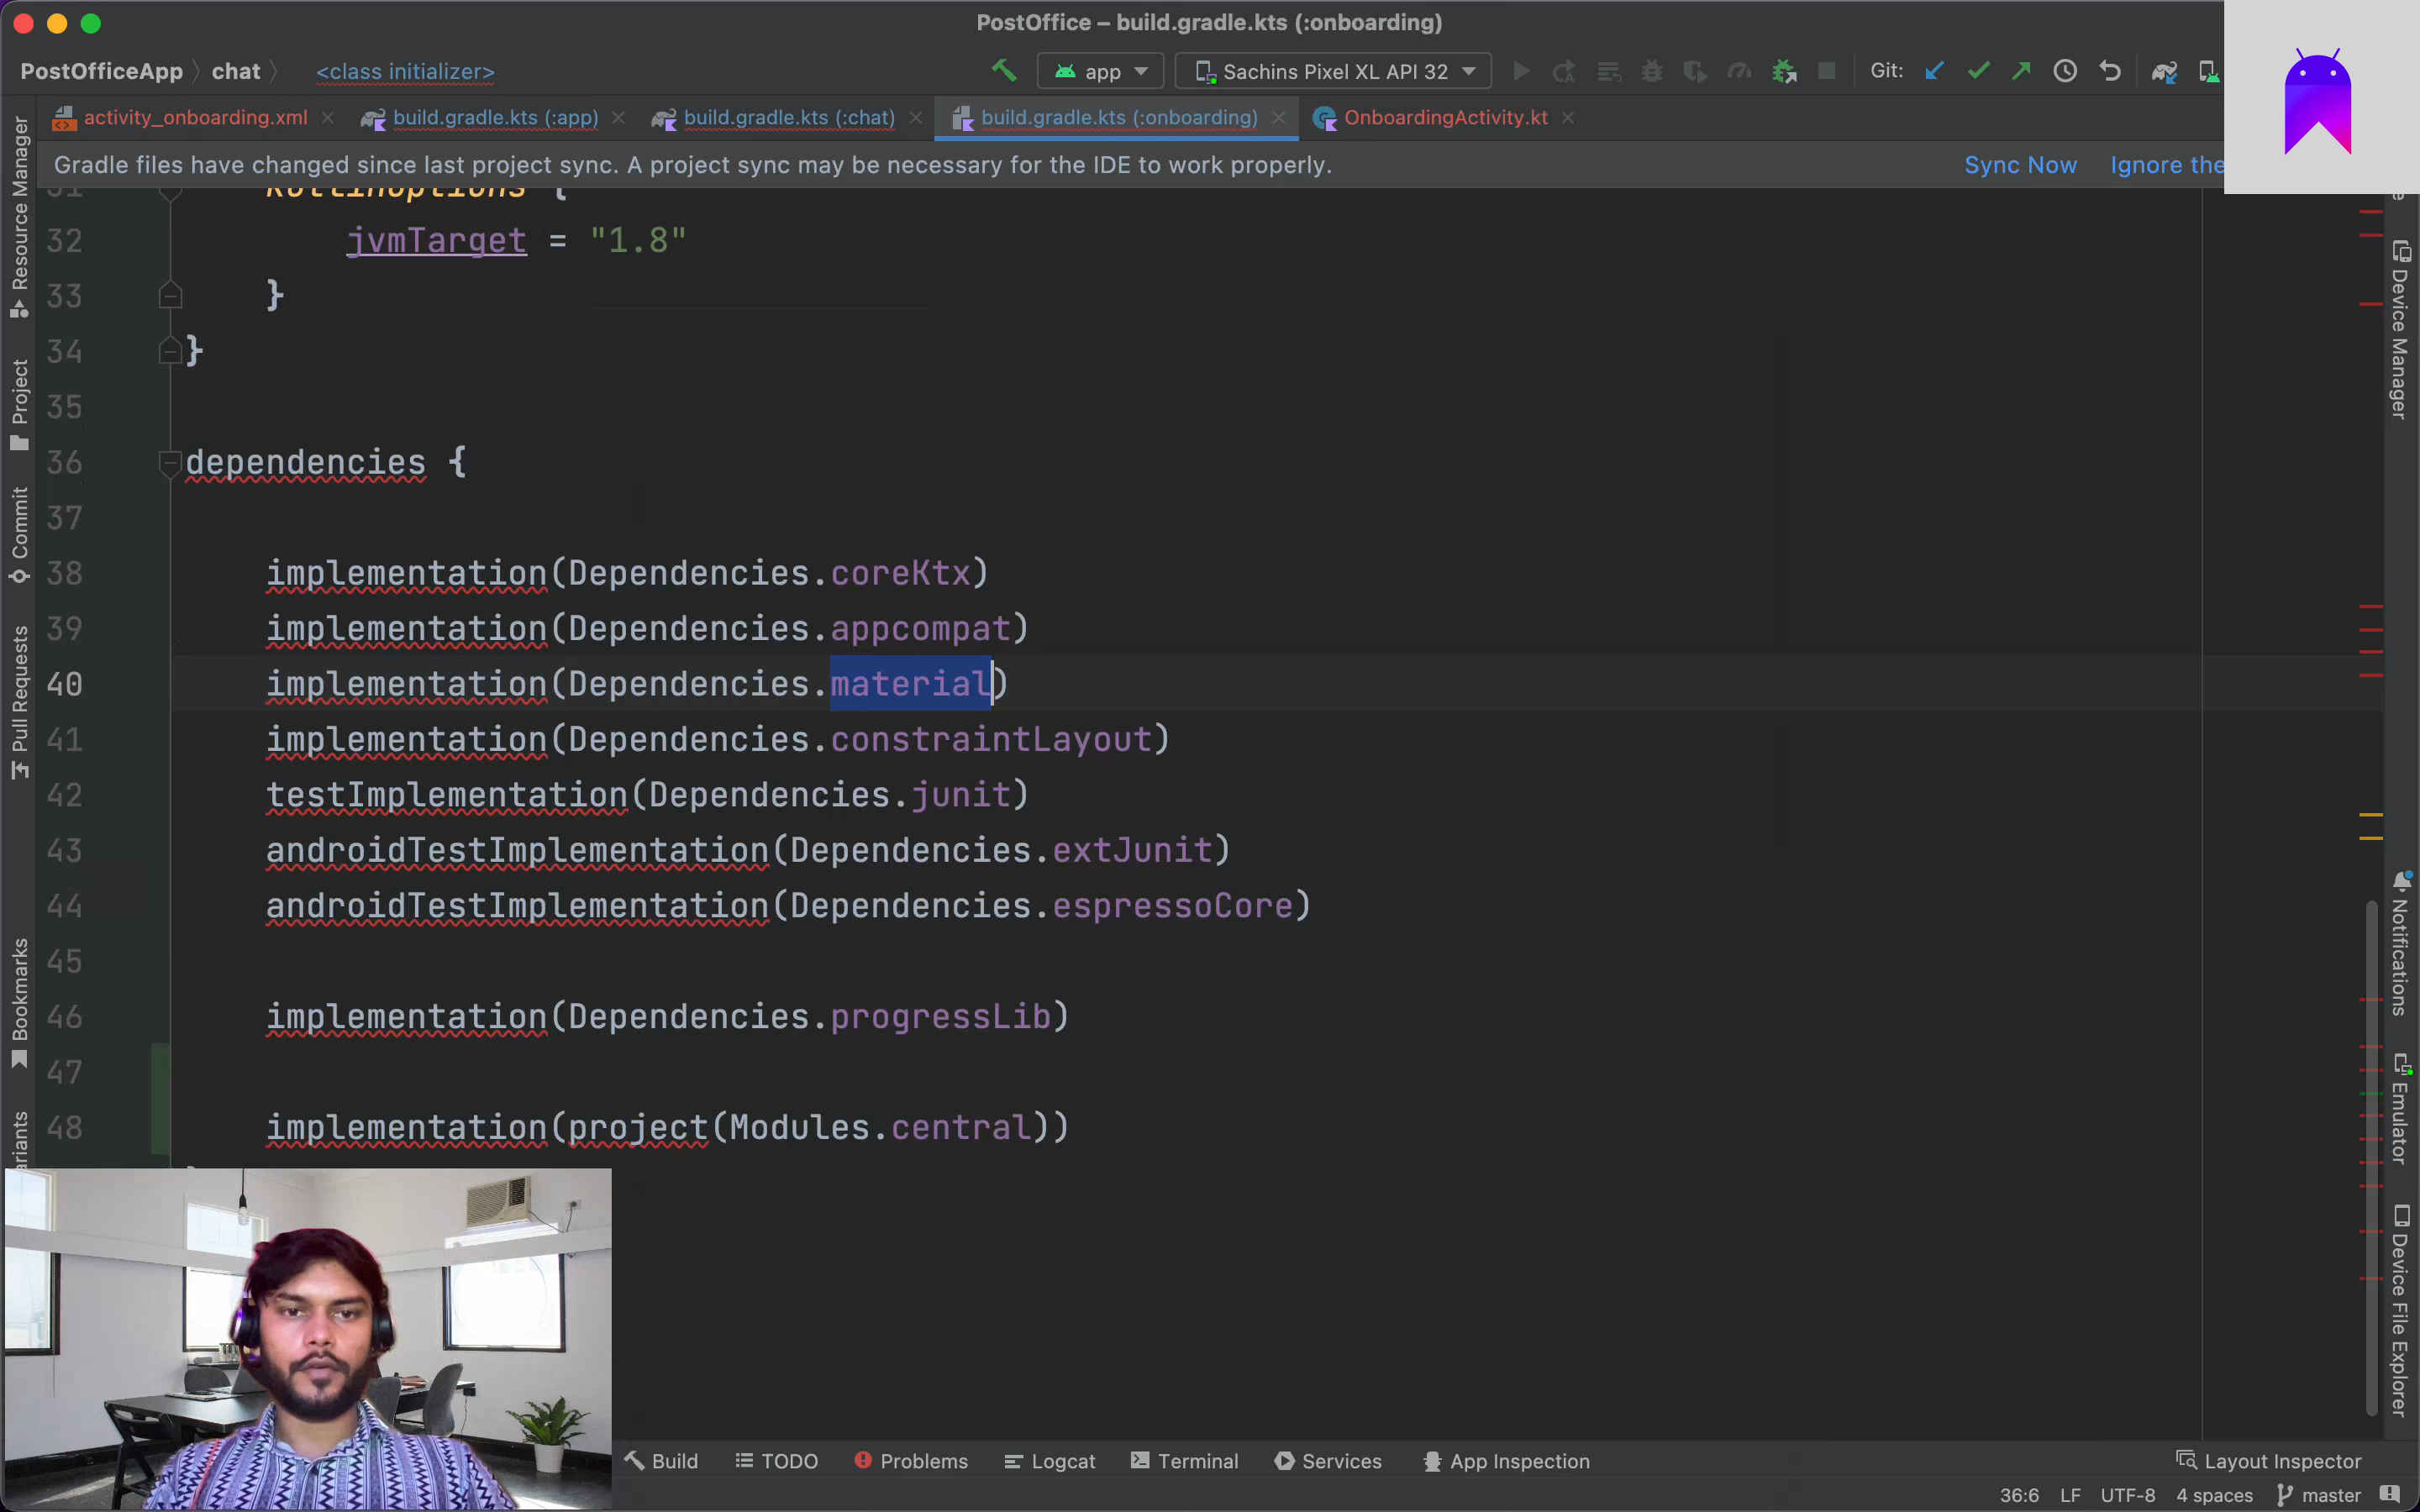 PostOffice – build.gradle.kts (:onboarding)
PostOfficeApp chat <class initializer>
app
Sachins Pixel XL API 32
Git:
activity_onboarding.xml
build.gradle.kts (:app)
build.gradle.kts (:chat)
build.gradle.kts (:onboarding)
OnboardingActivity.kt
Gradle files have changed since last project sync. A project sync may be necessary for the IDE to work properly.
Sync Now
Ignore the
31 kotlinOptions {
32 jvmTarget = "1.8"
33 }
34 }
35
36 dependencies {
37
38 implementation(Dependencies.coreKtx)
39 implementation(Dependencies.appcompat)
40 implementation(Dependencies.material)
41 implementation(Dependencies.constraintLayout)
42 testImplementation(Dependencies.junit)
43 androidTestImplementation(Dependencies.extJunit)
44 androidTestImplementation(Dependencies.espressoCore)
45
46 implementation(Dependencies.progressLib)
47
48 implementation(project(Modules.central))
Resource Manager
Project
Commit
Pull Requests
Bookmarks
ariants
Device Manager
Notifications
Emulator
Device File Explorer
Build
TODO
Problems
Logcat
Terminal
Services
App Inspection
Layout Inspector
36:6
LF
UTF-8
4 spaces
master